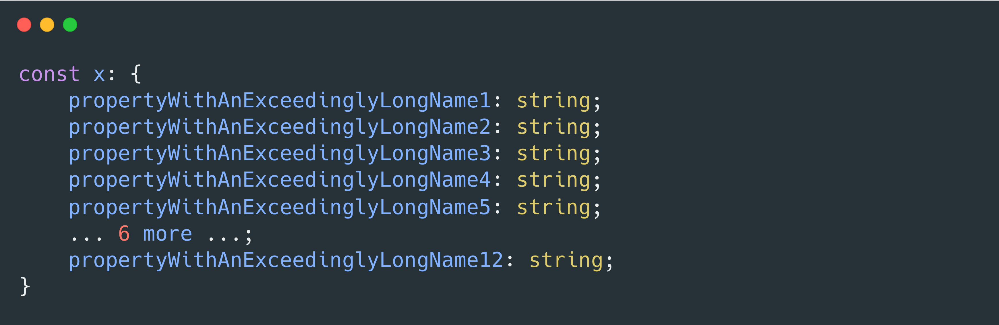 const x: {
    propertyWithAnExceedinglyLongName1: string;
    propertyWithAnExceedinglyLongName2: string;
    propertyWithAnExceedinglyLongName3: string;
    propertyWithAnExceedinglyLongName4: string;
    propertyWithAnExceedinglyLongName5: string;
    ... 6 more ...;
    propertyWithAnExceedinglyLongName12: string;
}